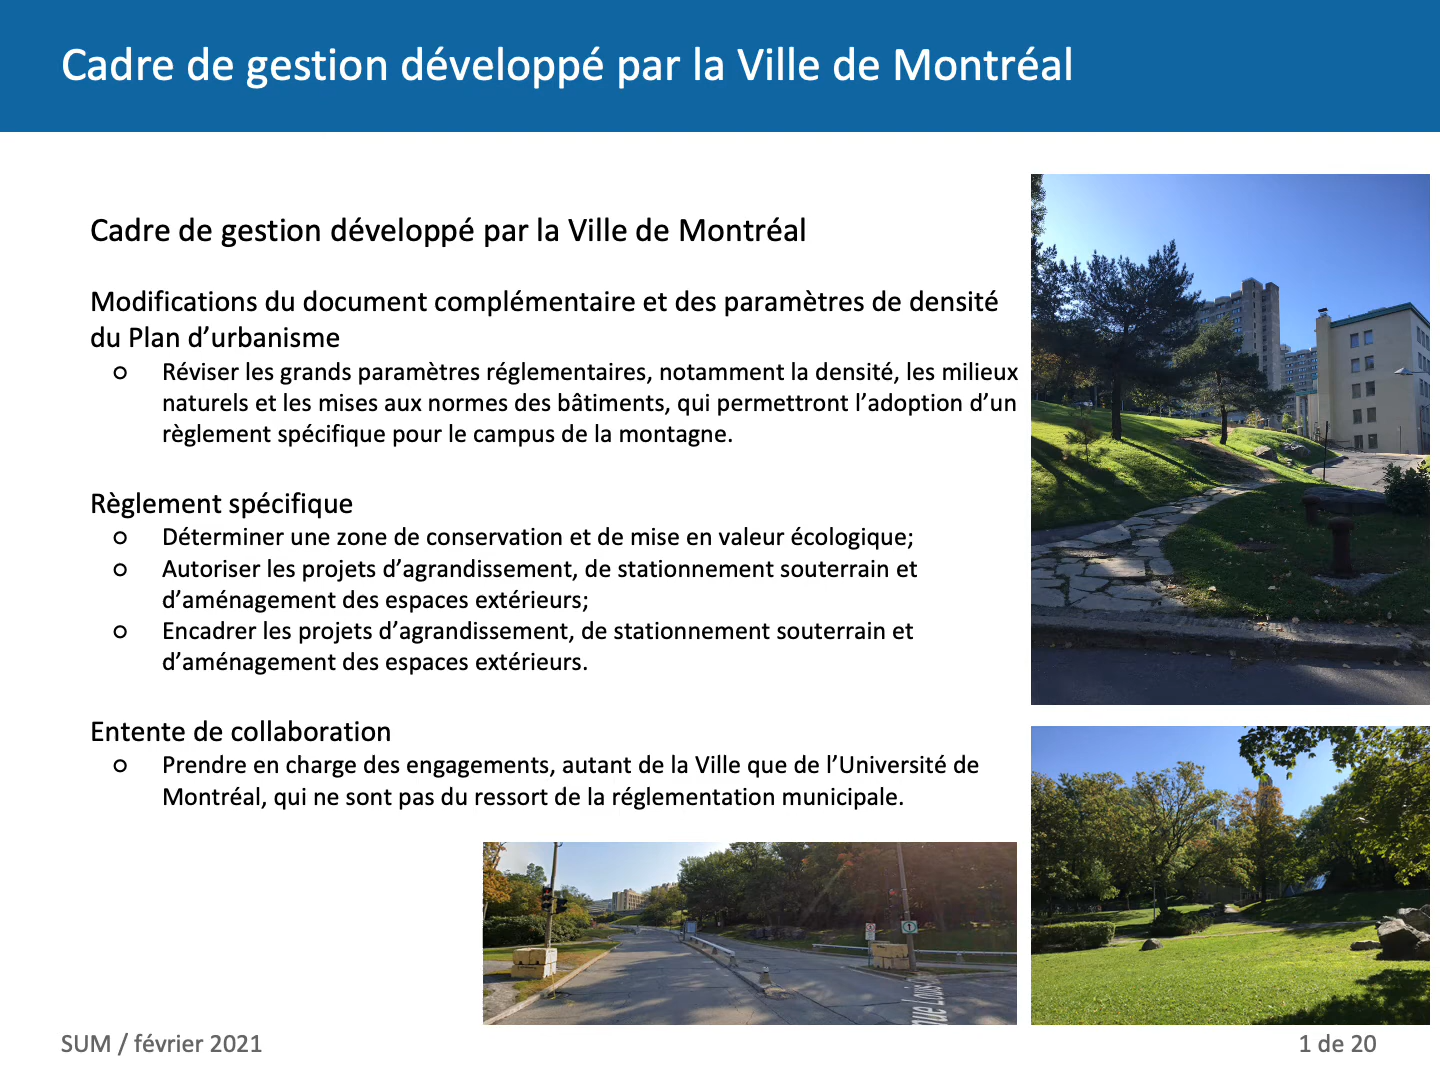 Cadre de gestion développé par la Ville de Montréal
Cadre de gestion développé par la Ville de Montréal
Modifications du document complémentaire et des paramètres de densité
du Plan d’urbanisme
Réviser les grands paramètres réglementaires, notamment la densité, les milieux
naturels et les mises aux normes des bâtiments, qui permettront l’adoption d’un
règlement spécifique pour le campus de la montagne.
Règlement spécifique
Déterminer une zone de conservation et de mise en valeur écologique;
Autoriser les projets d’agrandissement, de stationnement souterrain et
d’aménagement des espaces extérieurs;
Encadrer les projets d’agrandissement, de stationnement souterrain et
d’aménagement des espaces extérieurs.
Entente de collaboration
Prendre en charge des engagements, autant de la Ville que de l’Université de
Montréal, qui ne sont pas du ressort de la réglementation municipale.
SUM / février 2021
1 de 20